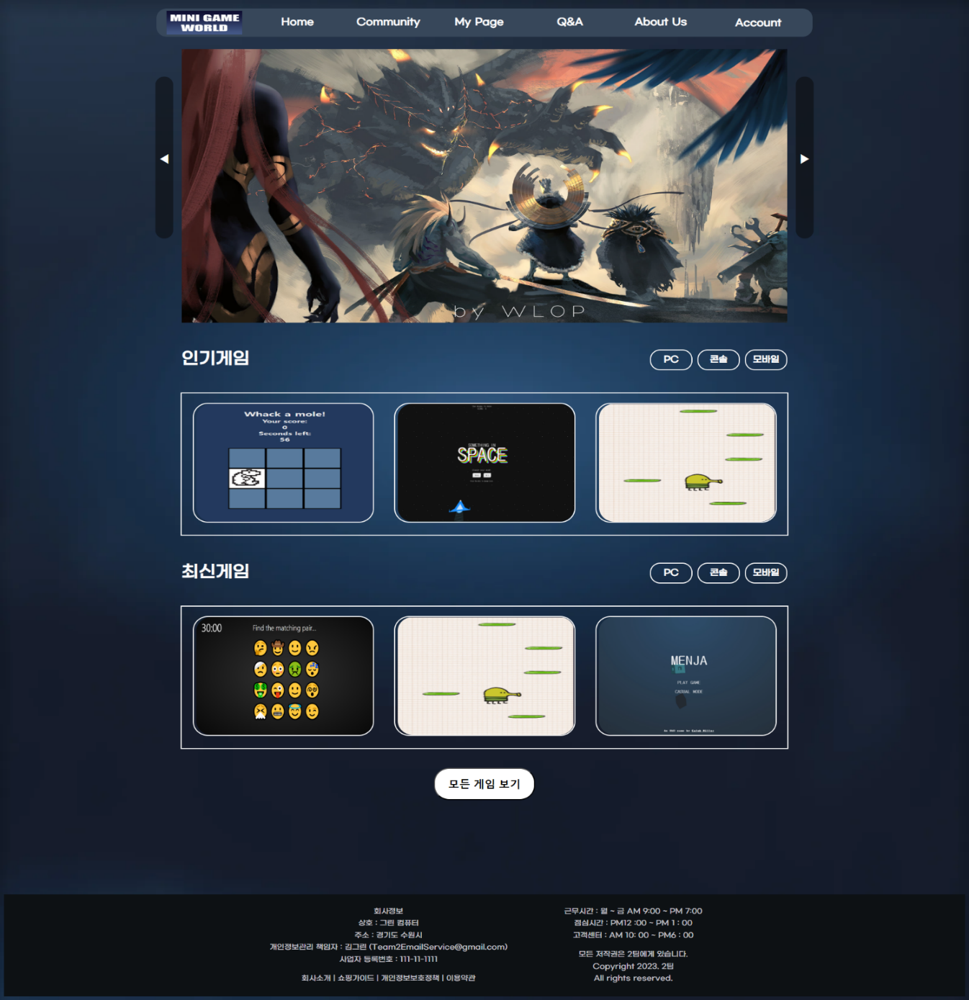 MINI GAME
WORLD
Home
Community
My Page
Q&A
About Us
Account
◀
▶
by WLOP
인기게임
PC
콘솔
모바일
Whack a mole!
Your score:
0
Seconds left:
56
SOMETHING IN
SPACE
최신게임
PC
콘솔
모바일
30:00
Find the matching pair...
MENJA
PLAY GAME
CASUAL MODE
모든 게임 보기
회사정보
상호 : 그린 컴퓨터
주소 : 경기도 수원시
개인정보관리 책임자 : 김그린 (Team2EmailService@gmail.com)
사업자 등록번호 : 111-11-1111
회사소개 | 쇼핑가이드 | 개인정보보호정책 | 이용약관
근무시간 : 월 ~ 금 AM 9:00 ~ PM 7:00
점심시간 : PM12 :00 ~ PM 1 : 00
고객센터 : AM 10: 00 ~ PM6 : 00
모든 저작권은 2팀에게 있습니다.
Copyright 2023. 2팀
All rights reserved.